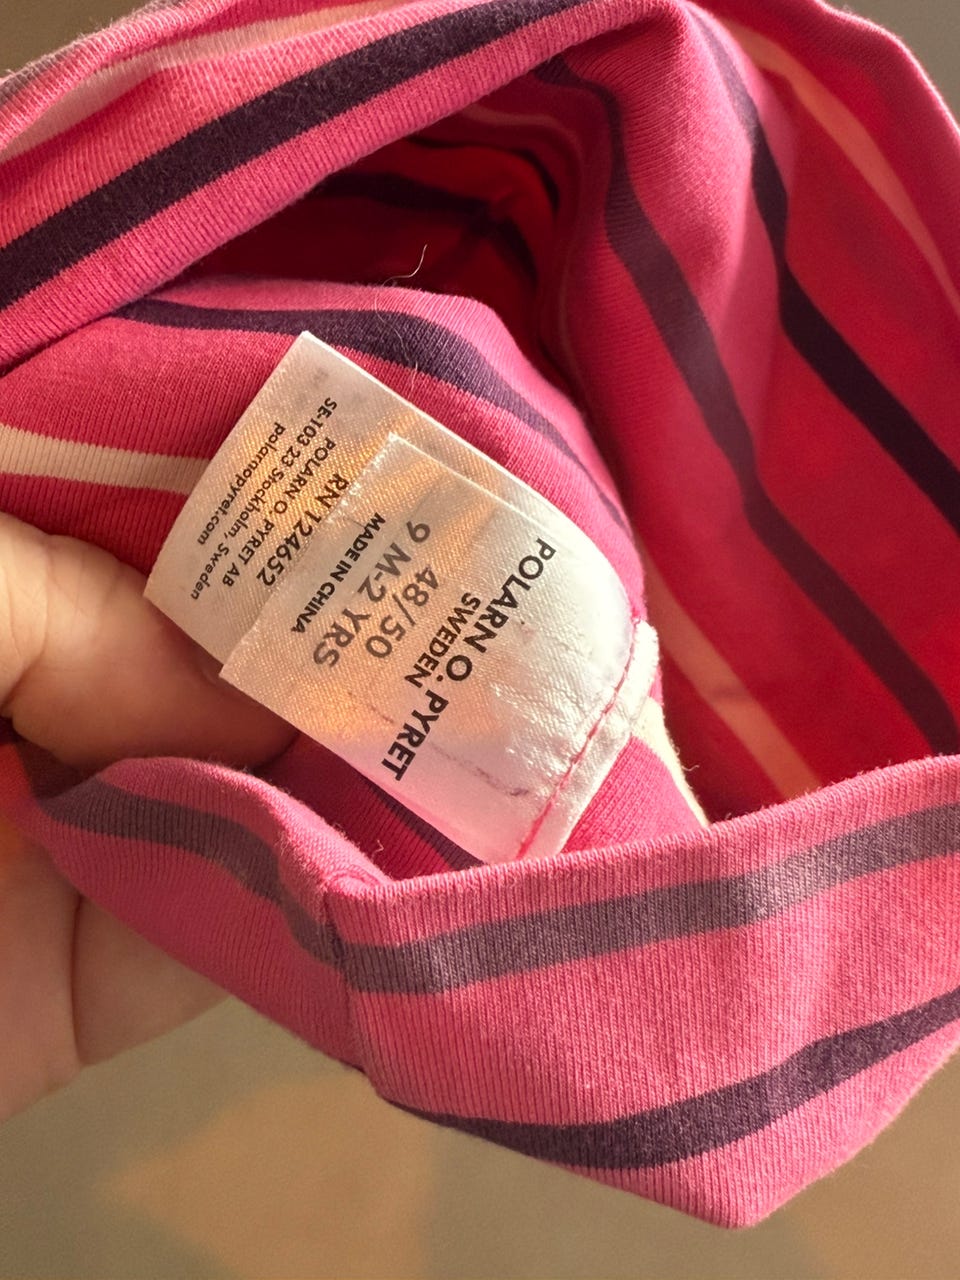 POLARN O. PYRET
SWEDEN
48/50
9 M-2 YRS
MADE IN CHINA
RN 124652
POLARN O. PYRET AB
SE-103 23 Stockholm, Sweden
polarnopyret.com